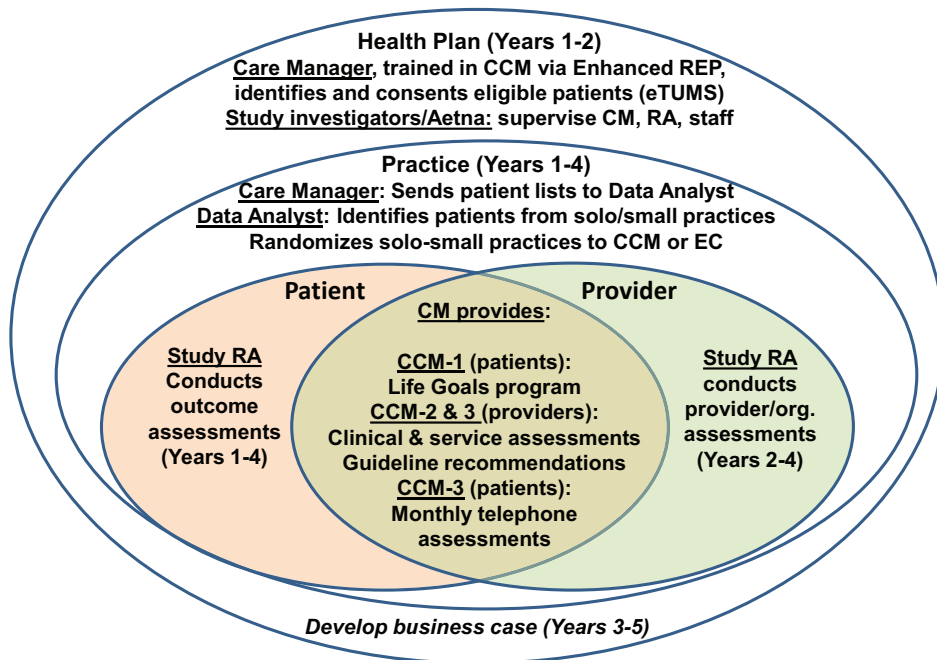 Health Plan (Years 1-2)
Care Manager, trained in CCM via Enhanced REP,
identifies and consents eligible patients (eTUMS)
Study investigators/Aetna: supervise CM, RA, staff
Practice (Years 1-4)
Care Manager: Sends patient lists to Data Analyst
Data Analyst: Identifies patients from solo/small practices
Randomizes solo-small practices to CCM or EC
Patient
Study RA
Conducts
outcome
assessments
(Years 1-4)
CM provides:
CCM-1 (patients):
Life Goals program
CCM-2 & 3 (providers):
Clinical & service assessments
Guideline recommendations
CCM-3 (patients):
Monthly telephone
assessments
Provider
Study RA
conducts
provider/org.
assessments
(Years 2-4)
Develop business case (Years 3-5)